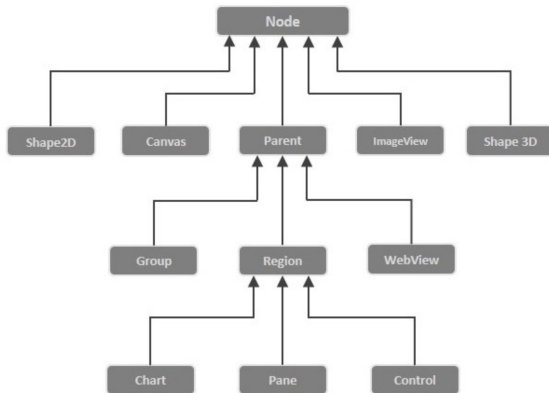 Node
Shape2D
Canvas
Parent
ImageView
Shape 3D
Group
Region
WebView
Chart
Pane
Control